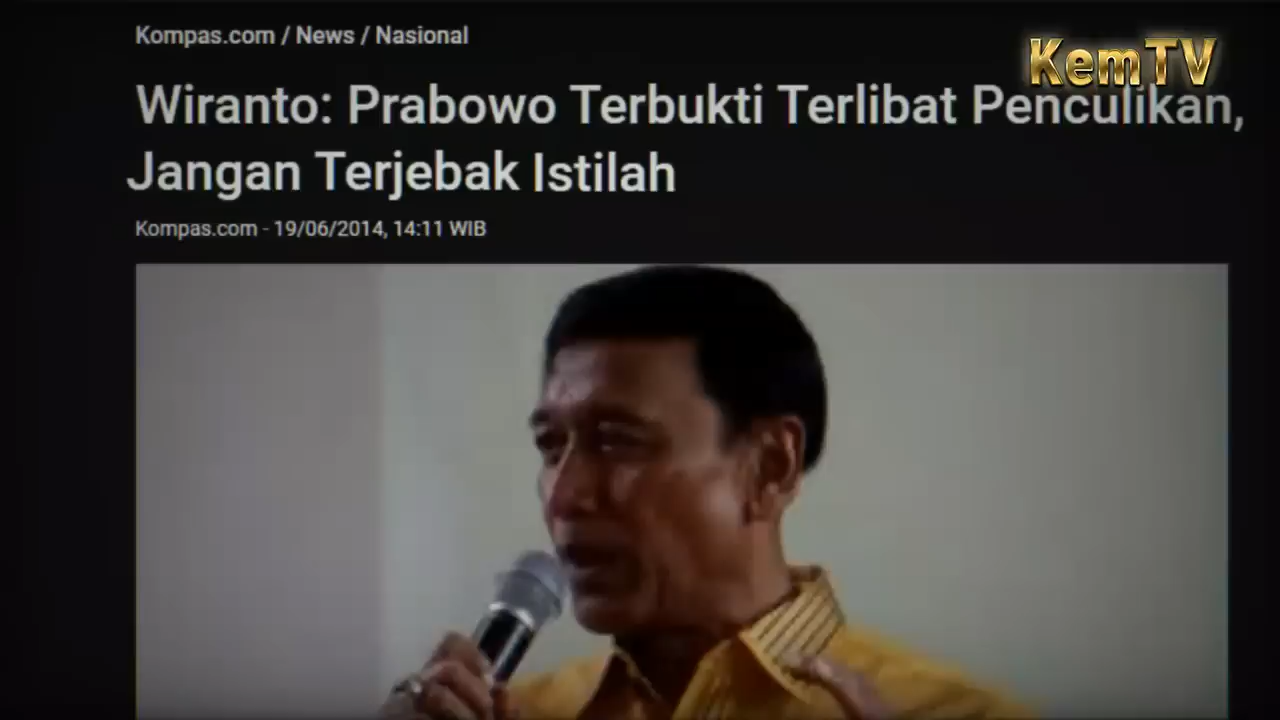 Kompas.com / News / Nasional
KemTV
Wiranto: Prabowo Terbukti Terlibat Penculikan,
Jangan Terjebak Istilah
Kompas.com - 19/06/2014, 14:11 WIB